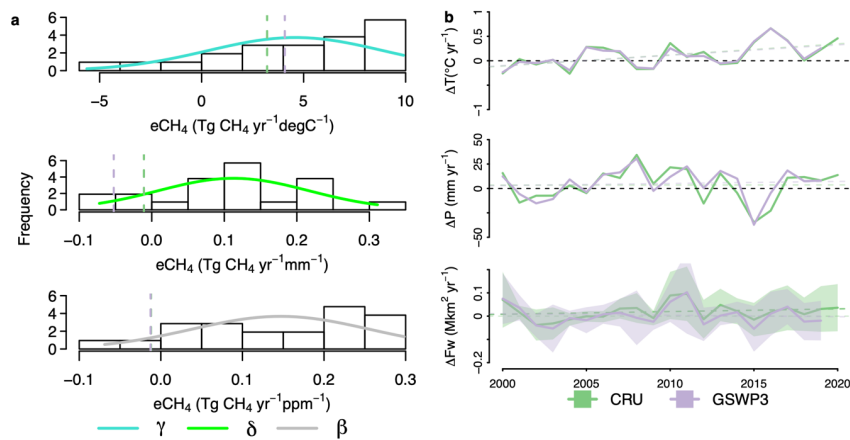 a
0 2 4 6
−5 0 5 10
eCH₄ (Tg CH₄ yr⁻¹degC⁻¹)
Frequency
0 2 4 6
−0.1 0.0 0.1 0.2 0.3
eCH₄ (Tg CH₄ yr⁻¹mm⁻¹)
0 2 4 6
−0.1 0.0 0.1 0.2 0.3
eCH₄ (Tg CH₄ yr⁻¹ppm⁻¹)
γ δ β
b
ΔT(°C yr⁻¹)
−1 0 0.5 1
ΔP (mm yr⁻¹)
−50 0 25 50
ΔFw (Mkm² yr⁻¹)
−0.2 0 0.1
2000 2005 2010 2015 2020
CRU GSWP3